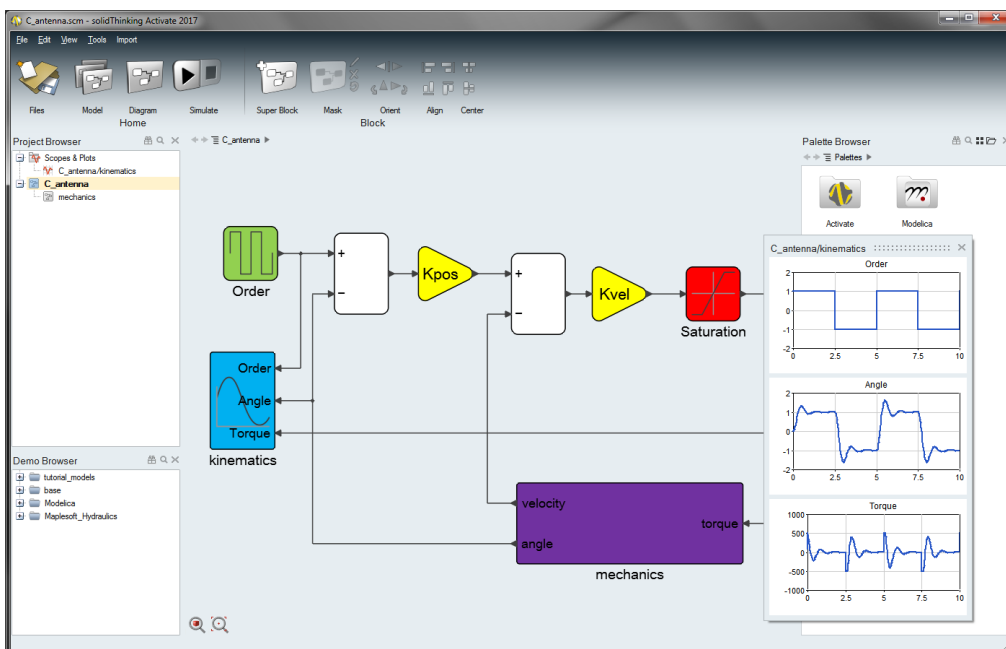 C_antenna.scm - solidThinking Activate 2017
File Edit View Tools Import
Files Model Diagram Simulate Super Block Mask Orient Align Center
Home Block
Project Browser
Scopes & Plots
C_antenna/kinematics
C_antenna
mechanics
Demo Browser
tutorial_models
base
Modelica
Maplesoft_Hydraulics
C_antenna
Order
+
−
Kpos
+
−
Kvel
Saturation
Order
Angle
Torque
kinematics
velocity
angle
torque
mechanics
Palette Browser
Palettes
Activate Modelica
C_antenna/kinematics
Order
2
1
0
-1
-2
0 2.5 5 7.5 10
Angle
2
1
0
-1
-2
0 2.5 5 7.5 10
Torque
1000
500
0
-500
-1000
0 2.5 5 7.5 10